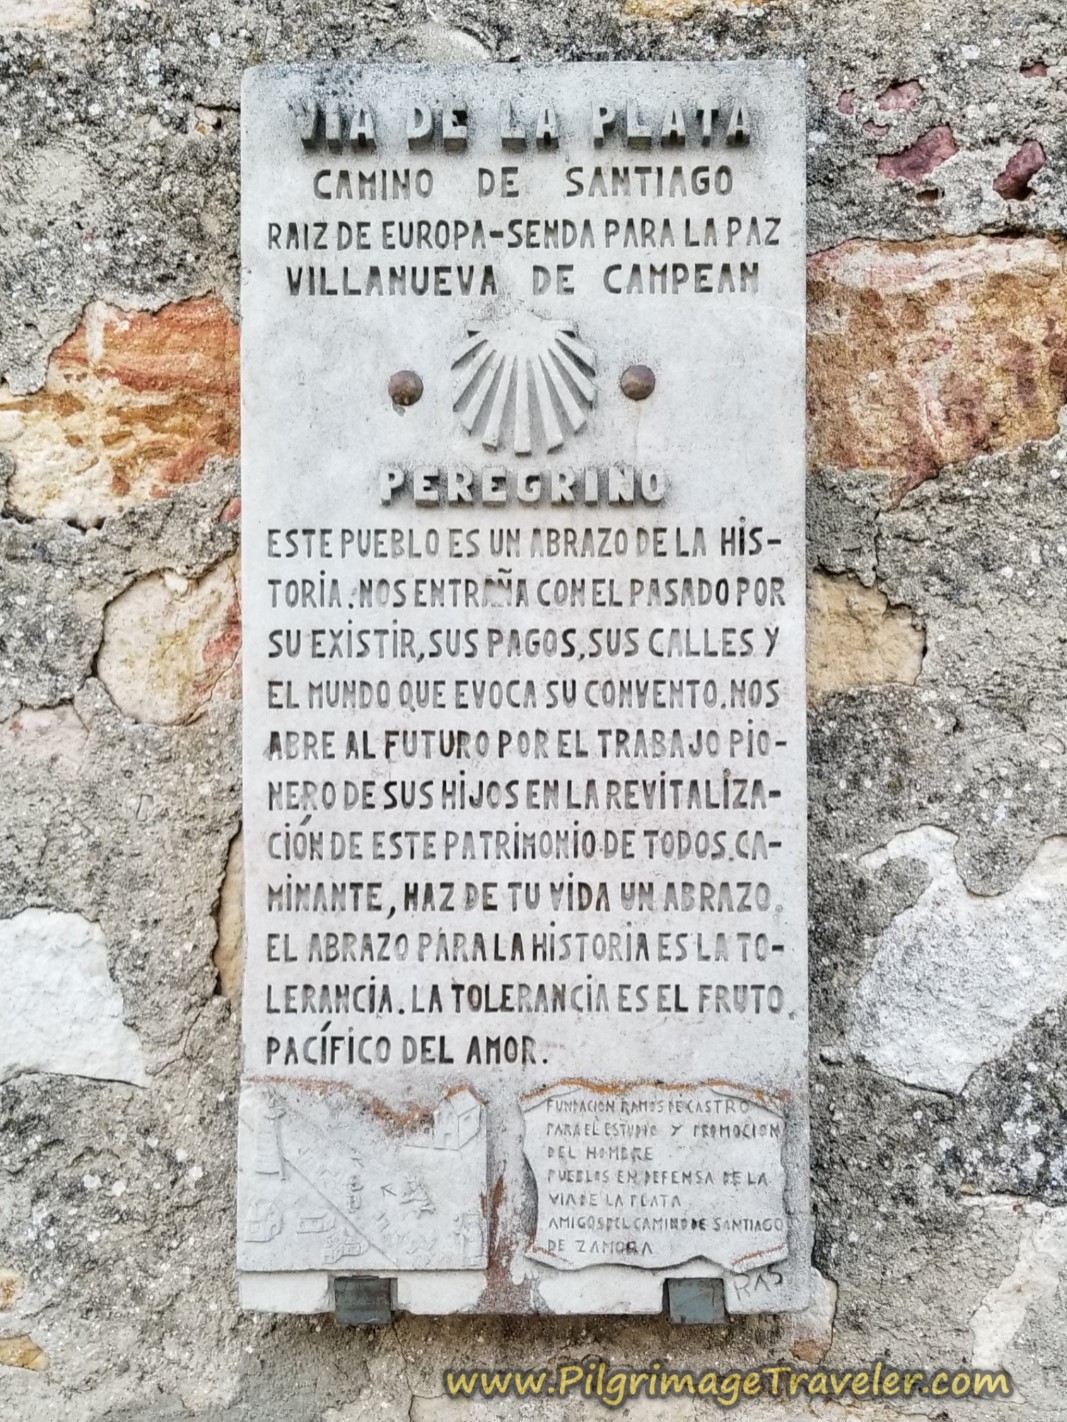 VIA DE LA PLATA
CAMINO DE SANTIAGO
RAIZ DE EUROPA-SENDA PARA LA PAZ
VILLANUEVA DE CAMPEAN
PEREGRINO
ESTE PUEBLO ES UN ABRAZO DE LA HIS-
TORIA. NOS ENTRAÑA CON EL PASADO POR
SU EXISTIR, SUS PAGOS, SUS CALLES Y
EL MUNDO QUE EVOCA SU CONVENTO. NOS
ABRE AL FUTURO POR EL TRABAJO PIO-
NERO DE SUS HIJOS EN LA REVITALIZA-
CIÓN DE ESTE PATRIMONIO DE TODOS. CA-
MINANTE, HAZ DE TU VIDA UN ABRAZO.
EL ABRAZO PARA LA HISTORIA ES LA TO-
LERANCIA. LA TOLERANCIA ES EL FRUTO
PACÍFICO DEL AMOR.
FUNDACION RAMOS DE CASTRO
PARA EL ESTUDIO Y PROMOCION
DEL HOMBRE
PUEBLOS EN DEFENSA DE LA
VIA DE LA PLATA
AMIGOS DEL CAMINO DE SANTIAGO
DE ZAMORA
RAS
www.PilgrimageTraveler.com